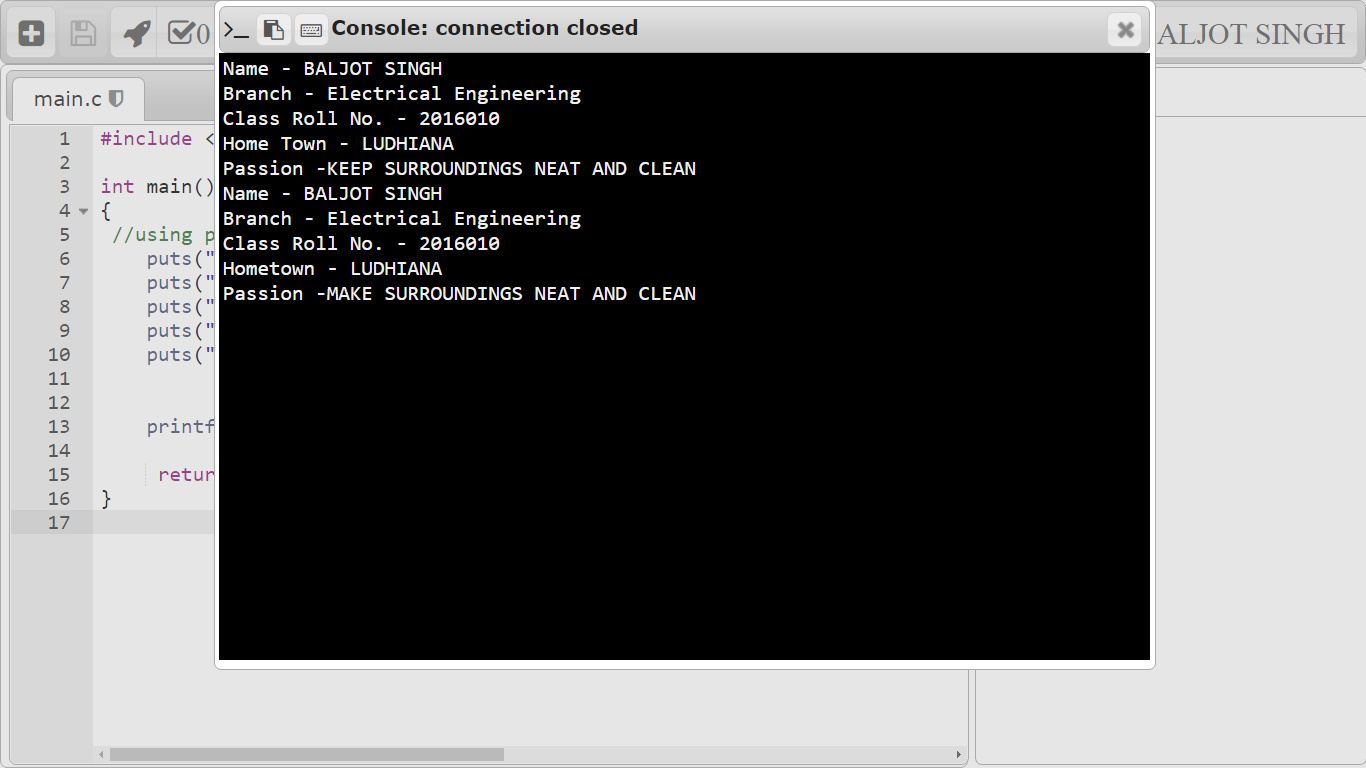 0
>_ Console: connection closed
ALJOT SINGH
main.c
Name - BALJOT SINGH
Branch - Electrical Engineering
Class Roll No. - 2016010
Home Town - LUDHIANA
Passion -KEEP SURROUNDINGS NEAT AND CLEAN
Name - BALJOT SINGH
Branch - Electrical Engineering
Class Roll No. - 2016010
Hometown - LUDHIANA
Passion -MAKE SURROUNDINGS NEAT AND CLEAN
1 #include <
2
3 int main()
4 {
5 //using p
6 puts("
7 puts("
8 puts("
9 puts("
10 puts("
11
12
13 printf
14
15 retur
16 }
17